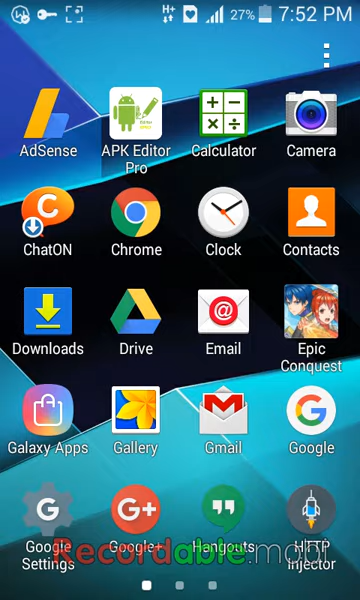 27% 7:52 PM
AdSense
APK Editor Pro
Calculator
Camera
ChatON
Chrome
Clock
Contacts
Downloads
Drive
Email
Epic Conquest
Galaxy Apps
Gallery
Gmail
Google
Google Settings
Google+
Hangouts
HTTP Injector
Recordable.mobi